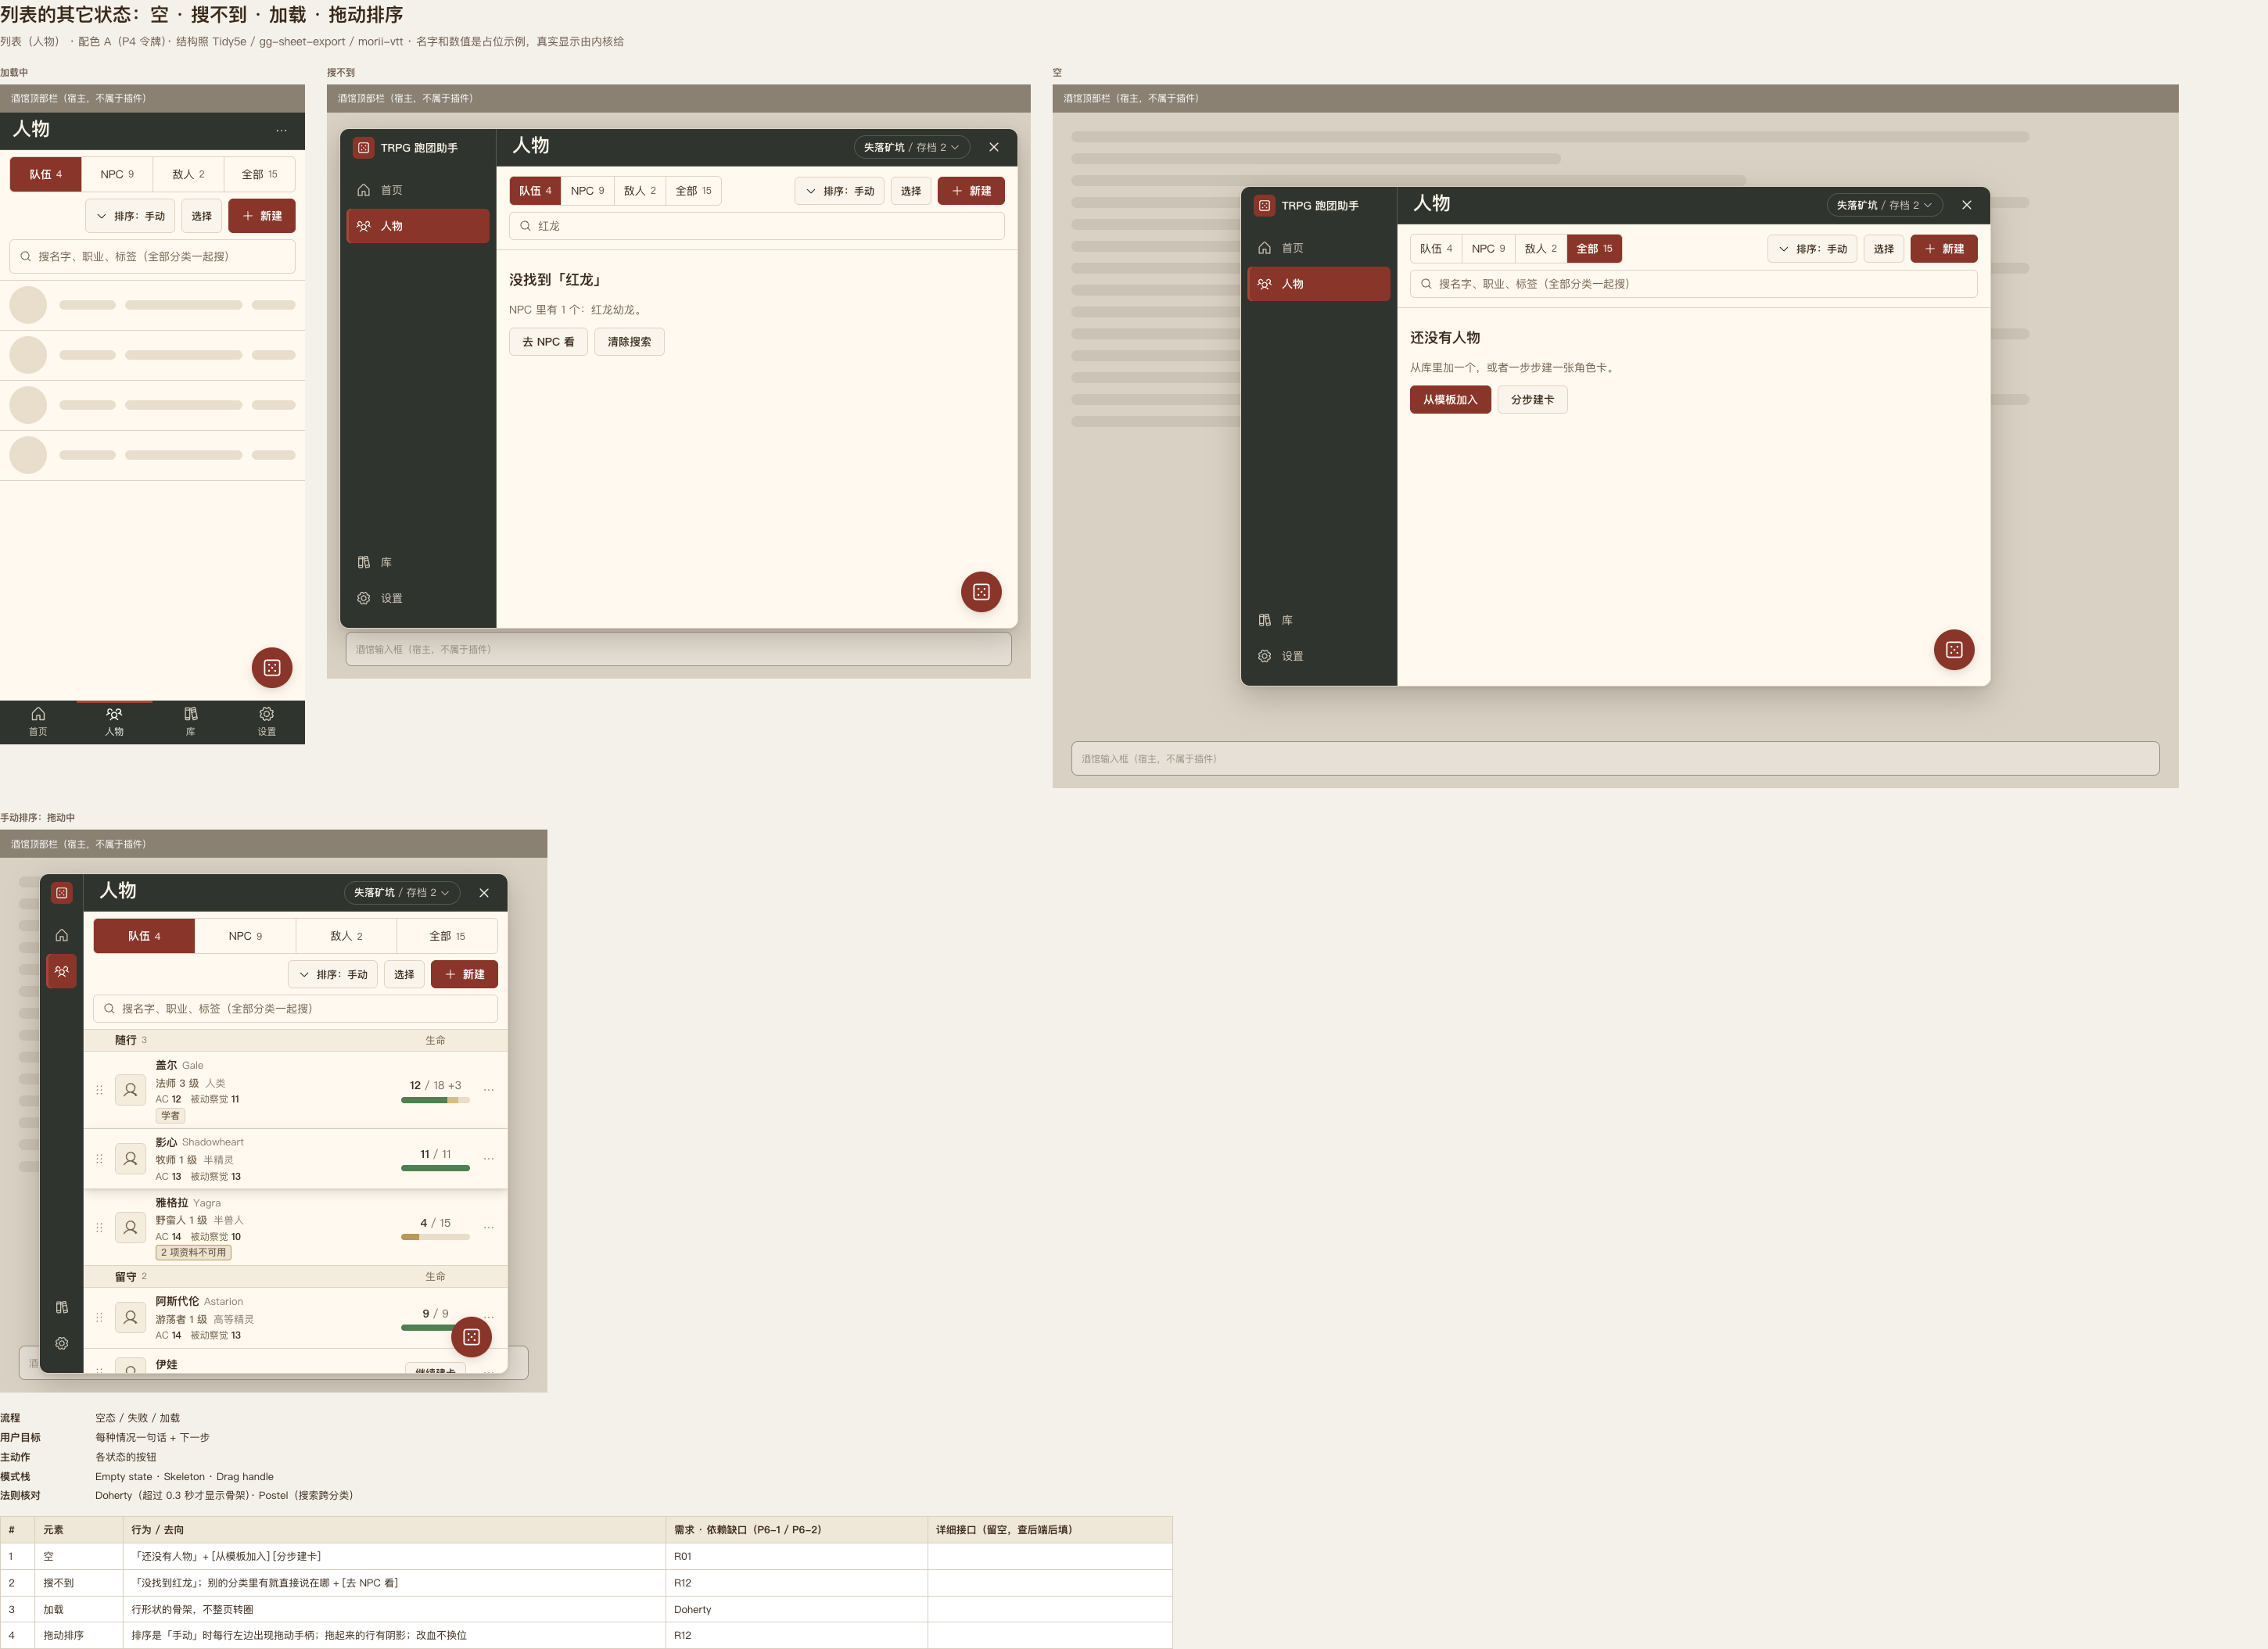 列表的其它状态：空 · 搜不到 · 加载 · 拖动排序
列表（人物） · 配色 A（P4 令牌）· 结构照 Tidy5e / gg-sheet-export / morii-vtt · 名字和数值是占位示例，真实显示由内核给
加载中
酒馆顶部栏（宿主，不属于插件）
人物
···
队伍 4
NPC 9
敌人 2
全部 15
排序：手动
选择
新建
搜名字、职业、标签（全部分类一起搜）
首页
人物
库
设置
搜不到
酒馆顶部栏（宿主，不属于插件）
TRPG 跑团助手
人物
失落矿坑 / 存档 2
首页
人物
库
设置
队伍 4
NPC 9
敌人 2
全部 15
排序：手动
选择
新建
红龙
没找到「红龙」
NPC 里有 1 个：红龙幼龙。
去 NPC 看
清除搜索
酒馆输入框（宿主，不属于插件）
空
酒馆顶部栏（宿主，不属于插件）
TRPG 跑团助手
人物
失落矿坑 / 存档 2
首页
人物
库
设置
队伍 4
NPC 9
敌人 2
全部 15
排序：手动
选择
新建
搜名字、职业、标签（全部分类一起搜）
还没有人物
从库里加一个，或者一步步建一张角色卡。
从模板加入
分步建卡
酒馆输入框（宿主，不属于插件）
手动排序：拖动中
酒馆顶部栏（宿主，不属于插件）
人物
失落矿坑 / 存档 2
队伍 4
NPC 9
敌人 2
全部 15
排序：手动
选择
新建
搜名字、职业、标签（全部分类一起搜）
随行 3
生命
盖尔 Gale
法师 3 级 人类
AC 12 被动察觉 11
学者
12 / 18 +3
···
影心 Shadowheart
牧师 1 级 半精灵
AC 13 被动察觉 13
11 / 11
···
雅格拉 Yagra
野蛮人 1 级 半兽人
AC 14 被动察觉 10
2 项资料不可用
4 / 15
···
留守 2
生命
阿斯代伦 Astarion
游荡者 1 级 高等精灵
AC 14 被动察觉 13
9 / 9
···
伊娃
继续建卡
酒
流程 空态 / 失败 / 加载
用户目标 每种情况一句话 + 下一步
主动作 各状态的按钮
模式栈 Empty state · Skeleton · Drag handle
法则核对 Doherty（超过 0.3 秒才显示骨架）· Postel（搜索跨分类）
# 元素 行为 / 去向 需求 · 依赖缺口（P6-1 / P6-2） 详细接口（留空，查后端后填）
1 空 「还没有人物」+ [从模板加入] [分步建卡] R01
2 搜不到 「没找到红龙」；别的分类里有就直接说在哪 + [去 NPC 看] R12
3 加载 行形状的骨架，不整页转圈 Doherty
4 拖动排序 排序是「手动」时每行左边出现拖动手柄；拖起来的行有阴影；改血不换位 R12